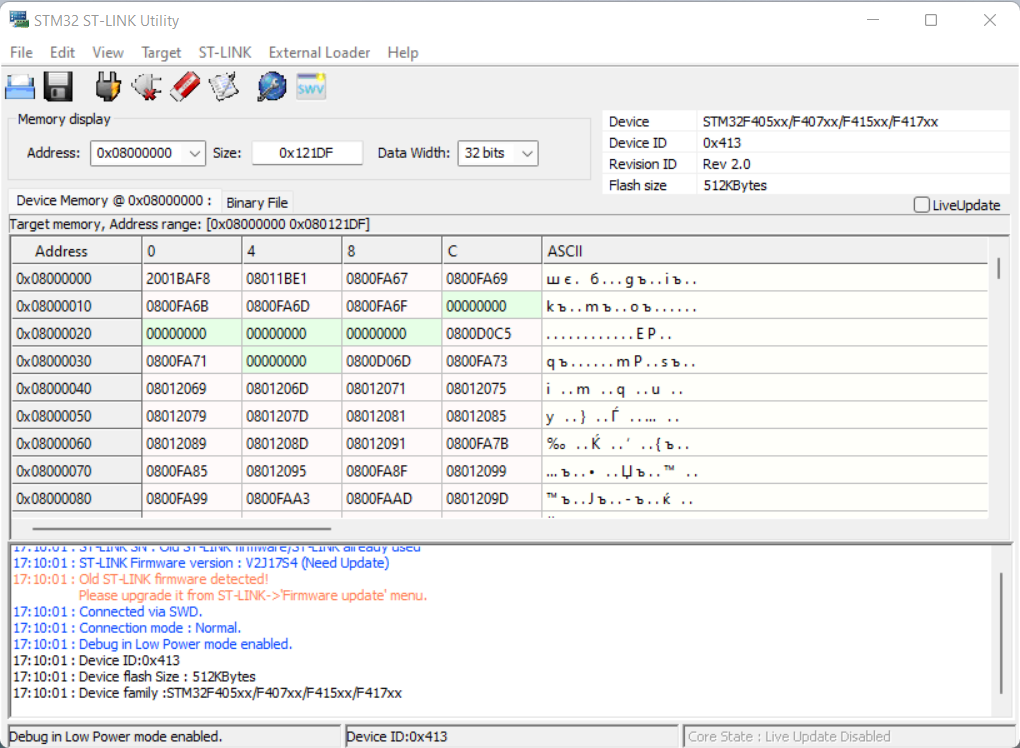 STM32 ST-LINK Utility
File Edit View Target ST-LINK External Loader Help
SWV
Memory display
Address: 0x08000000 Size: 0x121DF Data Width: 32 bits
Device STM32F405xx/F407xx/F415xx/F417xx
Device ID 0x413
Revision ID Rev 2.0
Flash size 512KBytes
Device Memory @ 0x08000000 : Binary File
LiveUpdate
Target memory, Address range: [0x08000000 0x080121DF]
Address 0 4 8 C ASCII
0x08000000 2001BAF8 08011BE1 0800FA67 0800FA69 шє. б...gъ..iъ..
0x08000010 0800FA6B 0800FA6D 0800FA6F 00000000 kъ..mъ..oъ......
0x08000020 00000000 00000000 00000000 0800D0C5 ............ЕР..
0x08000030 0800FA71 00000000 0800D06D 0800FA73 qъ......mР..sъ..
0x08000040 08012069 0801206D 08012071 08012075 i ..m ..q ..u ..
0x08000050 08012079 0801207D 08012081 08012085 y ..} ..Ѓ ..… ..
0x08000060 08012089 0801208D 08012091 0800FA7B ‰ ..Ќ ..‘ ..{ъ..
0x08000070 0800FA85 08012095 0800FA8F 08012099 …ъ..• ..Џъ..™ ..
0x08000080 0800FA99 0800FAA3 0800FAAD 0801209D ™ъ..Јъ..-ъ..ќ ..
17:10:01 : ST-LINK SN : Old ST-LINK firmware/ST-LINK already used
17:10:01 : ST-LINK Firmware version : V2J17S4 (Need Update)
17:10:01 : Old ST-LINK firmware detected!
Please upgrade it from ST-LINK->'Firmware update' menu.
17:10:01 : Connected via SWD.
17:10:01 : Connection mode : Normal.
17:10:01 : Debug in Low Power mode enabled.
17:10:01 : Device ID:0x413
17:10:01 : Device flash Size : 512KBytes
17:10:01 : Device family :STM32F405xx/F407xx/F415xx/F417xx
Debug in Low Power mode enabled. Device ID:0x413 Core State : Live Update Disabled